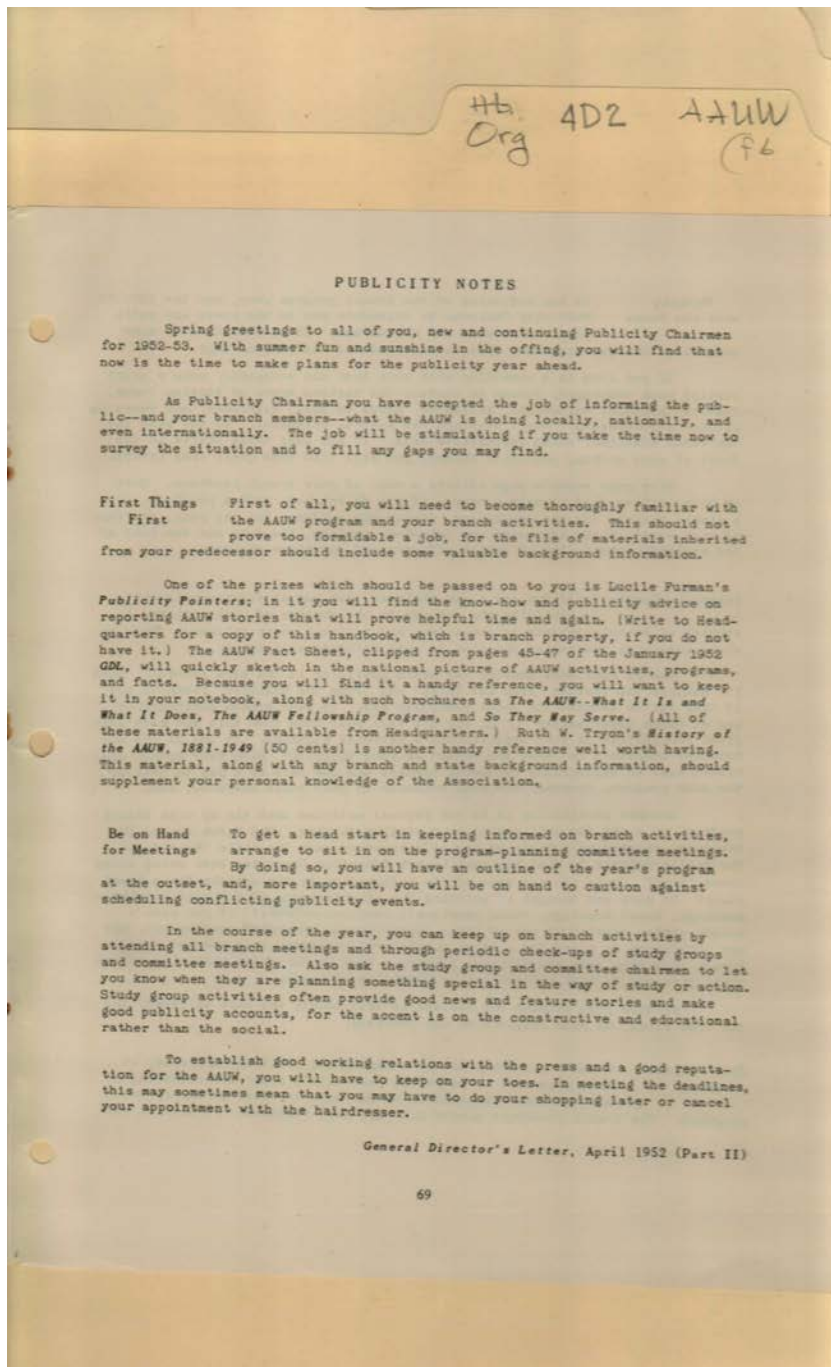 Hb. 4D2 AAUW
Org (f6
PUBLICITY NOTES
Spring greetings to all of you, new and continuing Publicity Chairmen
for 1952-53. With summer fun and sunshine in the offing, you will find that
now is the time to make plans for the publicity year ahead.
As Publicity Chairman you have accepted the job of informing the pub-
lic--and your branch members--what the AAUW is doing locally, nationally, and
even internationally. The job will be stimulating if you take the time now to
survey the situation and to fill any gaps you may find.
First Things First of all, you will need to become thoroughly familiar with
First the AAUW program and your branch activities. This should not
prove too formidable a job, for the file of materials inherited
from your predecessor should include some valuable background information.
One of the prizes which should be passed on to you is Lucile Furman's
Publicity Pointers; in it you will find the know-how and publicity advice on
reporting AAUW stories that will prove helpful time and again. (Write to Head-
quarters for a copy of this handbook, which is branch property, if you do not
have it.) The AAUW Fact Sheet, clipped from pages 45-47 of the January 1952
GDL, will quickly sketch in the national picture of AAUW activities, programs,
and facts. Because you will find it a handy reference, you will want to keep
it in your notebook, along with such brochures as The AAUW--What It Is and
What It Does, The AAUW Fellowship Program, and So They May Serve. (All of
these materials are available from Headquarters.) Ruth W. Tryon's History of
the AAUW, 1881-1949 (50 cents) is another handy reference well worth having.
This material, along with any branch and state background information, should
supplement your personal knowledge of the Association.
Be on Hand To get a head start in keeping informed on branch activities,
for Meetings arrange to sit in on the program-planning committee meetings.
By doing so, you will have an outline of the year's program
at the outset, and, more important, you will be on hand to caution against
scheduling conflicting publicity events.
In the course of the year, you can keep up on branch activities by
attending all branch meetings and through periodic check-ups of study groups
and committee meetings. Also ask the study group and committee chairmen to let
you know when they are planning something special in the way of study or action.
Study group activities often provide good news and feature stories and make
good publicity accounts, for the accent is on the constructive and educational
rather than the social.
To establish good working relations with the press and a good reputa-
tion for the AAUW, you will have to keep on your toes. In meeting the deadlines,
this may sometimes mean that you may have to do your shopping later or cancel
your appointment with the hairdresser.
General Director's Letter, April 1952 (Part II)
69